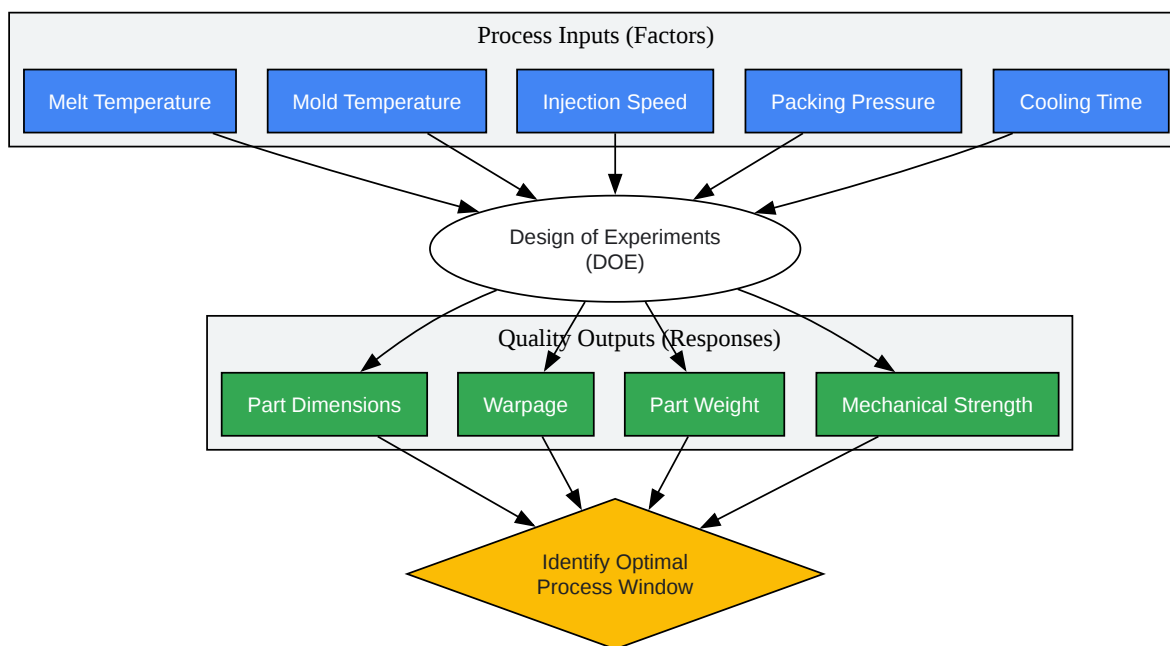 Process Inputs (Factors)
Melt Temperature
Mold Temperature
Injection Speed
Packing Pressure
Cooling Time
Design of Experiments
(DOE)
Quality Outputs (Responses)
Part Dimensions
Warpage
Part Weight
Mechanical Strength
Identify Optimal
Process Window